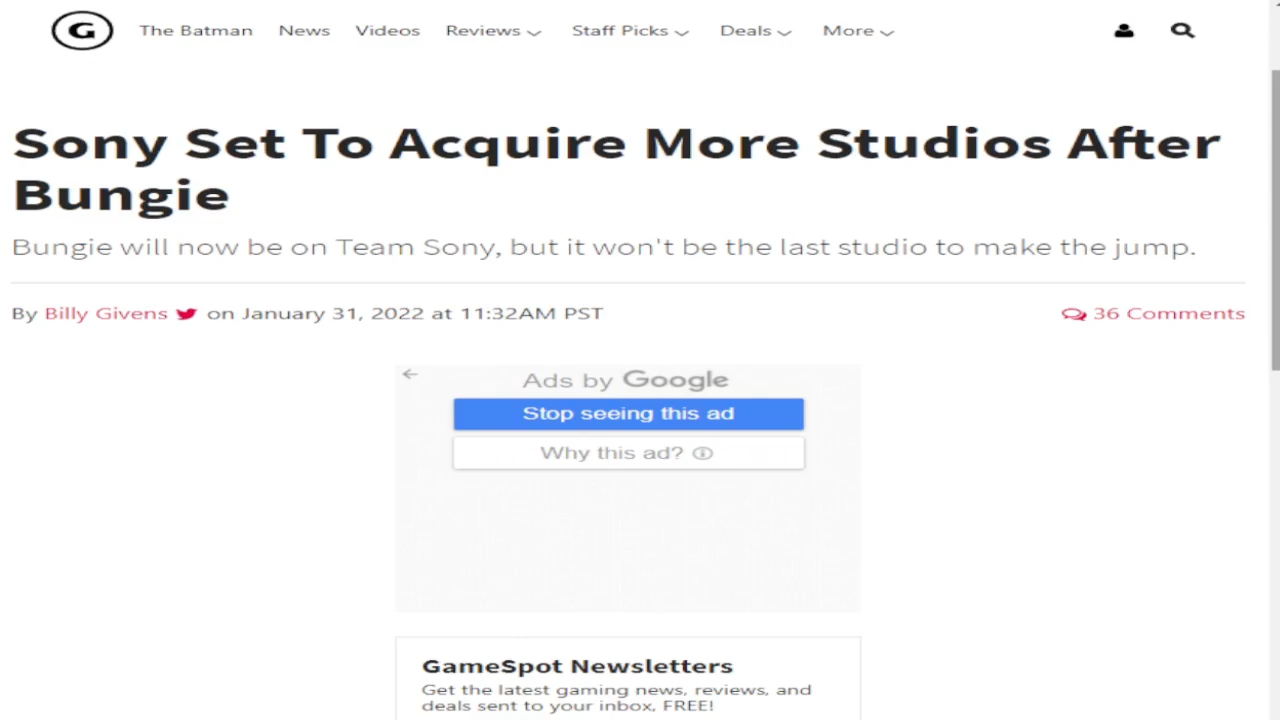 G The Batman News Videos Reviews Staff Picks Deals More
Sony Set To Acquire More Studios After
Bungie
Bungie will now be on Team Sony, but it won't be the last studio to make the jump.
By Billy Givens on January 31, 2022 at 11:32AM PST 36 Comments
Ads by Google
Stop seeing this ad
Why this ad?
GameSpot Newsletters
Get the latest gaming news, reviews, and
deals sent to your inbox, FREE!